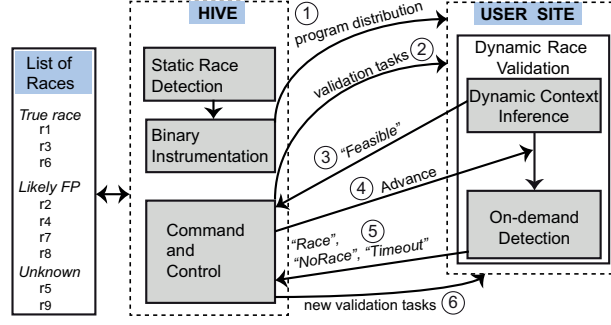 List of
Races
True race
r1
r3
r6
Likely FP
r2
r4
r7
r8
Unknown
r5
r9
HIVE
Static Race
Detection
Binary
Instrumentation
Command
and
Control
① program distribution
validation tasks ②
③ “Feasible”
④ Advance
“Race”, ⑤
“NoRace”, “Timeout”
new validation tasks ⑥
USER SITE
Dynamic Race
Validation
Dynamic Context
Inference
On-demand
Detection